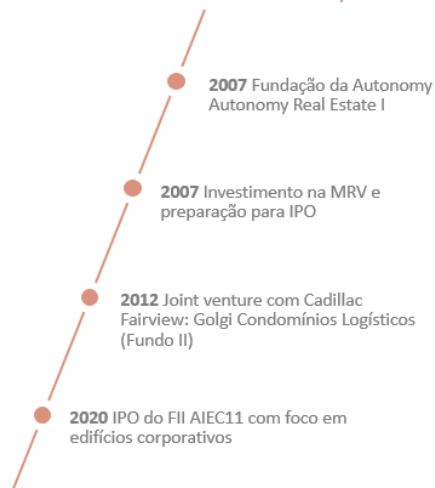 2007 Fundação da Autonomy
Autonomy Real Estate I
2007 Investimento na MRV e
preparação para IPO
2012 Joint venture com Cadillac
Fairview: Golgi Condomínios Logísticos
(Fundo II)
2020 IPO do FII AIEC11 com foco em
edifícios corporativos